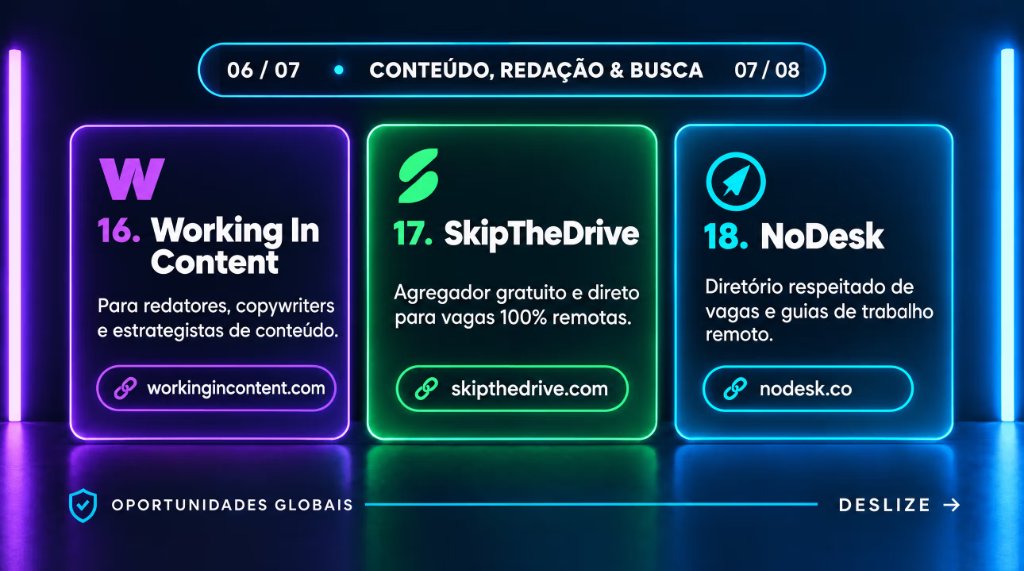 06 / 07 • CONTEÚDO, REDAÇÃO & BUSCA 07 / 08
W
16. Working In
Content
Para redatores, copywriters
e estrategistas de conteúdo.
workingincontent.com
17. SkipTheDrive
Agregador gratuito e direto
para vagas 100% remotas.
skipthedrive.com
18. NoDesk
Diretório respeitado de
vagas e guias de trabalho
remoto.
nodesk.co
OPORTUNIDADES GLOBAIS
DESLIZE →